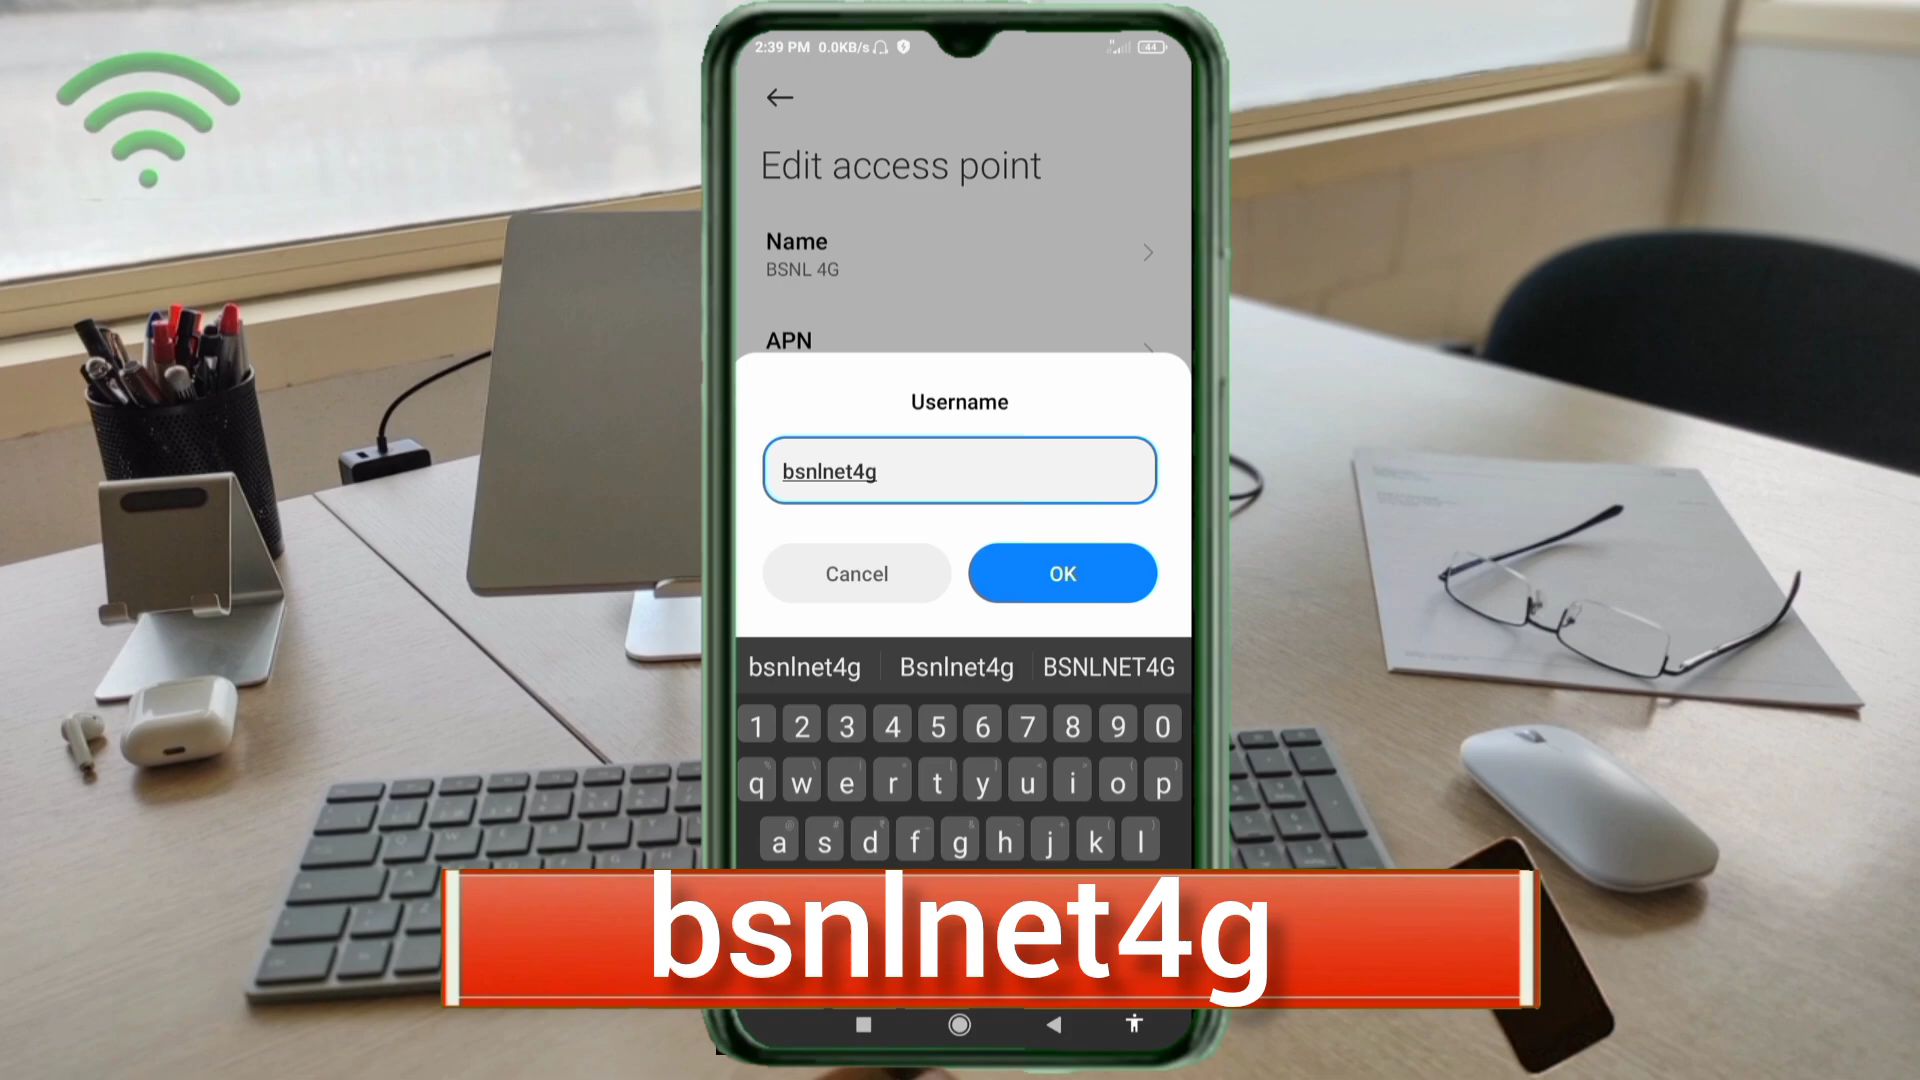 2:39 PM 0.0KB/s
44
Edit access point
Name
BSNL 4G
APN
Username
bsnlnet4g
Cancel OK
bsnlnet4g Bsnlnet4g BSNLNET4G
1 2 3 4 5 6 7 8 9 0
q w e r t y u i o p
a s d f g h j k l
bsnlnet4g